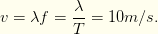 v = λf = λ/T = 10m/s.